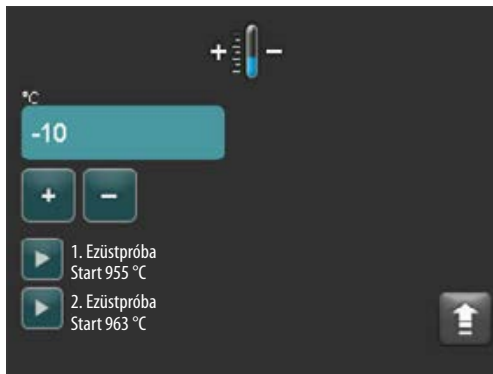 + −
°C
-10
+ −
1. Ezüstpróba
Start 955 °C
2. Ezüstpróba
Start 963 °C